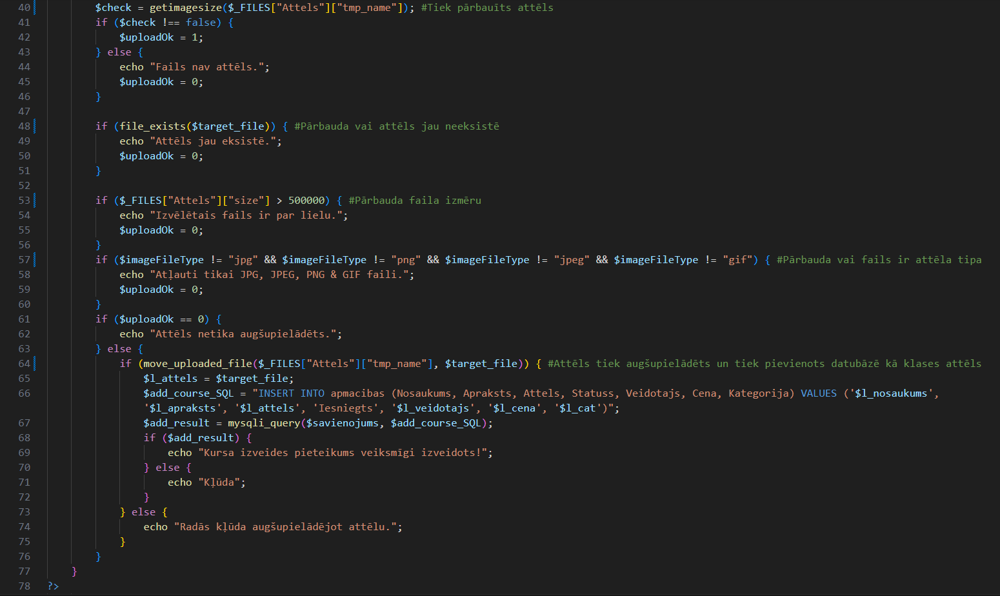 40 $check = getimagesize($_FILES["Attels"]["tmp_name"]); #Tiek pārbauīts attēls
41 if ($check !== false) {
42 $uploadOk = 1;
43 } else {
44 echo "Fails nav attēls.";
45 $uploadOk = 0;
46 }
47
48 if (file_exists($target_file)) { #Pārbauda vai attēls jau neeksistē
49 echo "Attēls jau eksistē.";
50 $uploadOk = 0;
51 }
52
53 if ($_FILES["Attels"]["size"] > 500000) { #Pārbauda faila izmēru
54 echo "Izvēlētais fails ir par lielu.";
55 $uploadOk = 0;
56 }
57 if ($imageFileType != "jpg" && $imageFileType != "png" && $imageFileType != "jpeg" && $imageFileType != "gif") { #Pārbauda vai fails ir attēla tipa
58 echo "Atļauti tikai JPG, JPEG, PNG & GIF faili.";
59 $uploadOk = 0;
60 }
61 if ($uploadOk == 0) {
62 echo "Attēls netika augšupielādēts.";
63 } else {
64 if (move_uploaded_file($_FILES["Attels"]["tmp_name"], $target_file)) { #Attēls tiek augšupielādēts un tiek pievienots datubāzē kā klases attēls
65 $l_attels = $target_file;
66 $add_course_SQL = "INSERT INTO apmacibas (Nosaukums, Apraksts, Attels, Statuss, Veidotajs, Cena, Kategorija) VALUES ('$l_nosaukums',
'$l_apraksts', '$l_attels', 'Iesniegts', '$l_veidotajs', '$l_cena', '$l_cat')";
67 $add_result = mysqli_query($savienojums, $add_course_SQL);
68 if ($add_result) {
69 echo "Kursa izveides pieteikums veiksmīgi izveidots!";
70 } else {
71 echo "Kļūda";
72 }
73 } else {
74 echo "Radās kļūda augšupielādējot attēlu.";
75 }
76 }
77 }
78 ?>